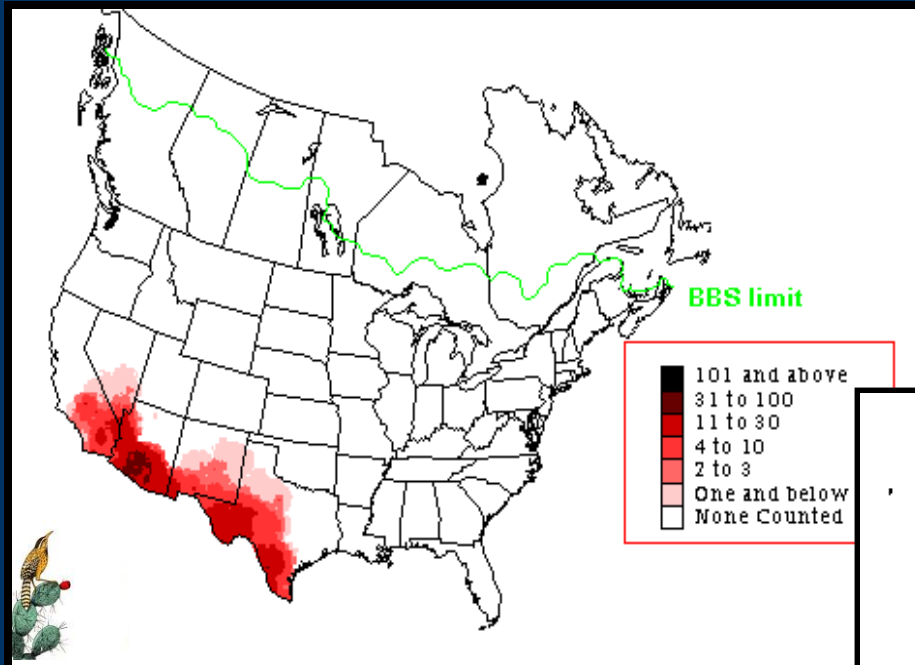 BBS limit
101 and above
31 to 100
11 to 30
4 to 10
2 to 3
One and below
None Counted